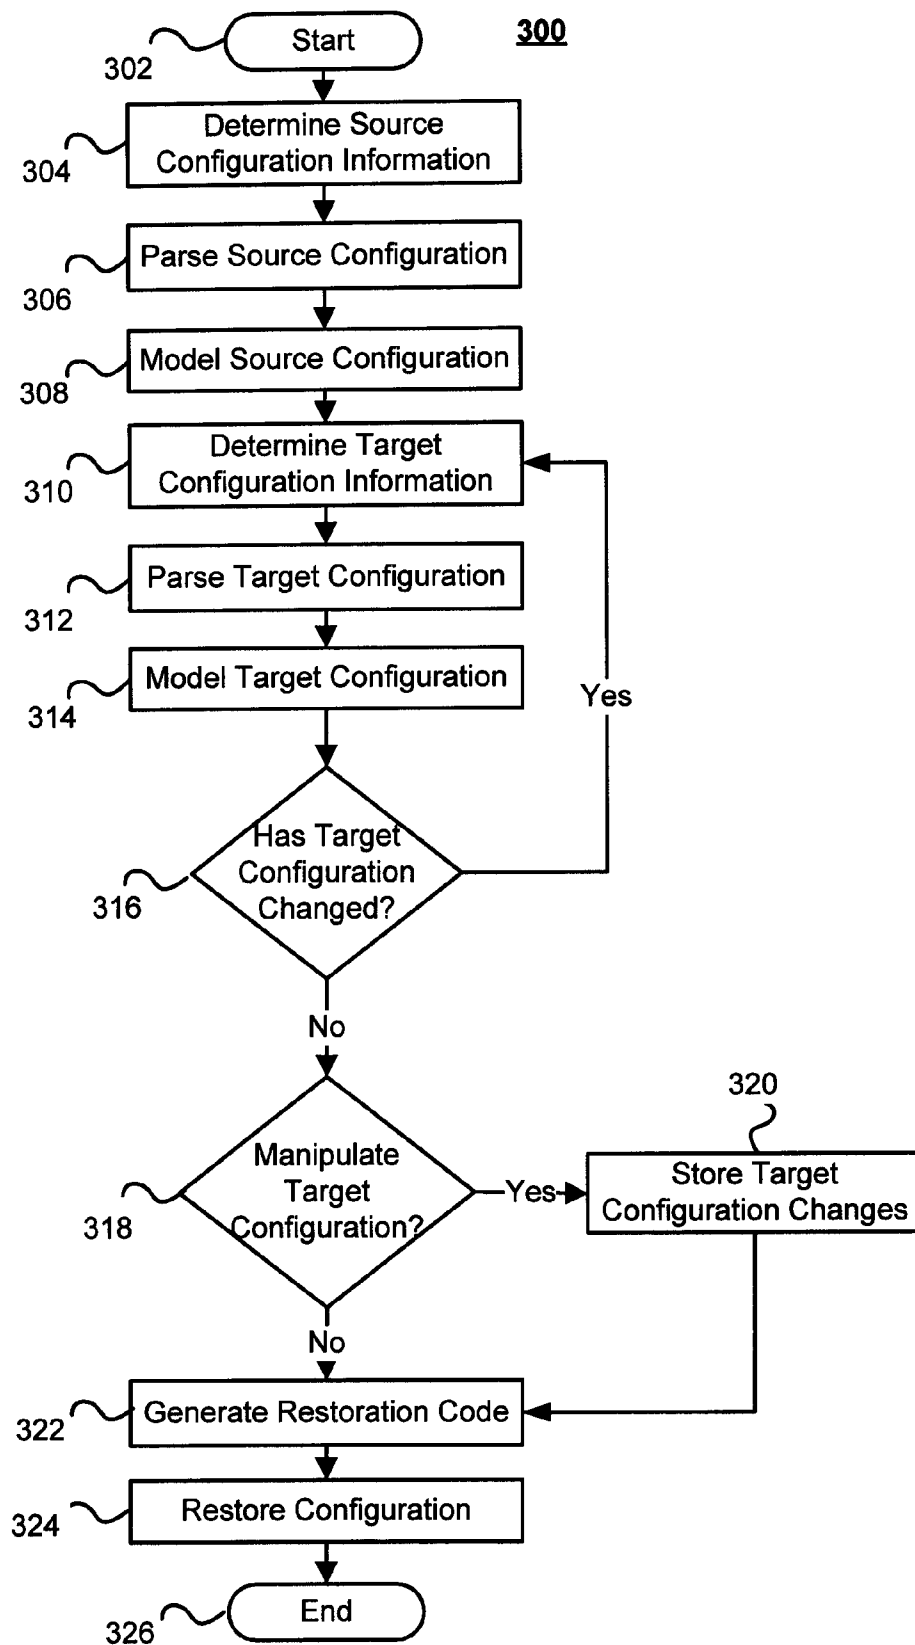 300
Start
302
Determine Source
Configuration Information
304
Parse Source Configuration
306
Model Source Configuration
308
Determine Target
Configuration Information
310
Parse Target Configuration
312
Model Target Configuration
314
Yes
Has Target
Configuration
Changed?
316
No
320
Manipulate
Target
Configuration?
318
Yes
Store Target
Configuration Changes
No
Generate Restoration Code
322
Restore Configuration
324
End
326